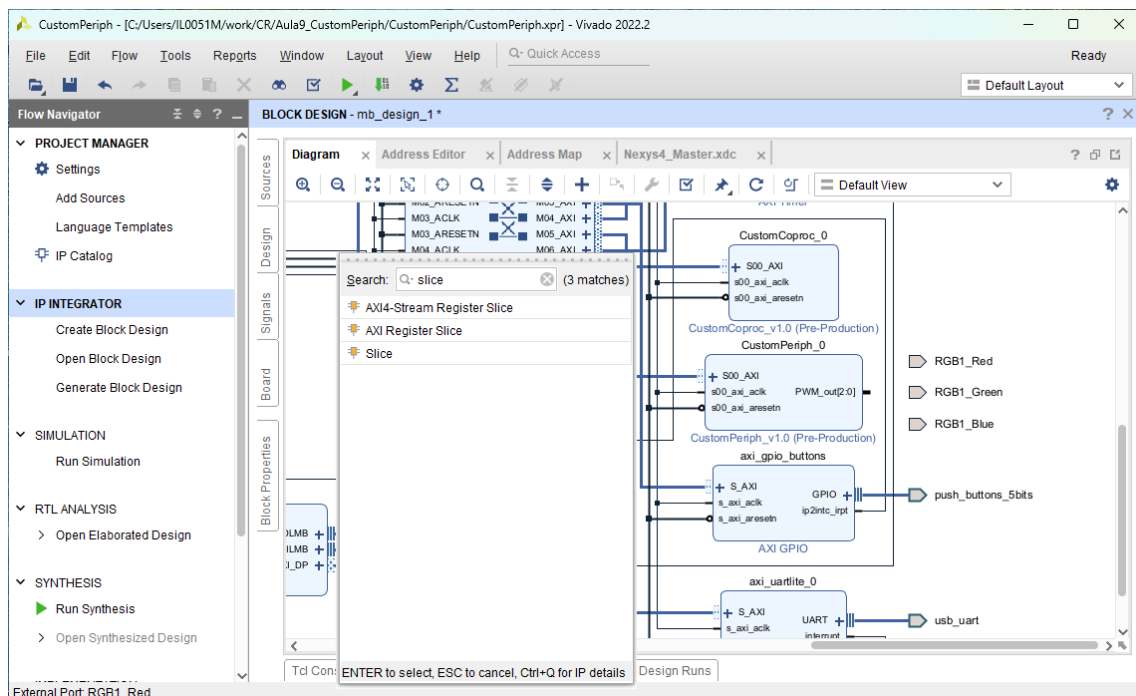 CustomPeriph - [C:/Users/IL0051M/work/CR/Aula9_CustomPeriph/CustomPeriph/CustomPeriph.xpr] - Vivado 2022.2
File Edit Flow Tools Reports Window Layout View Help Q- Quick Access Ready
Default Layout
Flow Navigator
PROJECT MANAGER
Settings
Add Sources
Language Templates
IP Catalog
IP INTEGRATOR
Create Block Design
Open Block Design
Generate Block Design
SIMULATION
Run Simulation
RTL ANALYSIS
Open Elaborated Design
SYNTHESIS
Run Synthesis
Open Synthesized Design
External Port: RGB1_Red
BLOCK DESIGN - mb_design_1 *
Sources
Design
Signals
Board
Block Properties
Diagram Address Editor Address Map Nexys4_Master.xdc
Default View
M02_ARESETN M03_AXI
M03_ACLK M04_AXI
M03_ARESETN M05_AXI
M04_ACLK M06_AXI
AXI Timer
Search: slice (3 matches)
AXI4-Stream Register Slice
AXI Register Slice
Slice
ENTER to select, ESC to cancel, Ctrl+Q for IP details
CustomCoproc_0
S00_AXI
s00_axi_aclk
s00_axi_aresetn
CustomCoproc_v1.0 (Pre-Production)
CustomPeriph_0
S00_AXI
s00_axi_aclk PWM_out[2:0]
s00_axi_aresetn
CustomPeriph_v1.0 (Pre-Production)
RGB1_Red
RGB1_Green
RGB1_Blue
axi_gpio_buttons
S_AXI
s_axi_aclk GPIO
s_axi_aresetn ip2intc_irpt
AXI GPIO
push_buttons_5bits
DLMB
ILMB
axi_uartlite_0
S_AXI
s_axi_aclk UART
interrupt
usb_uart
Design Runs